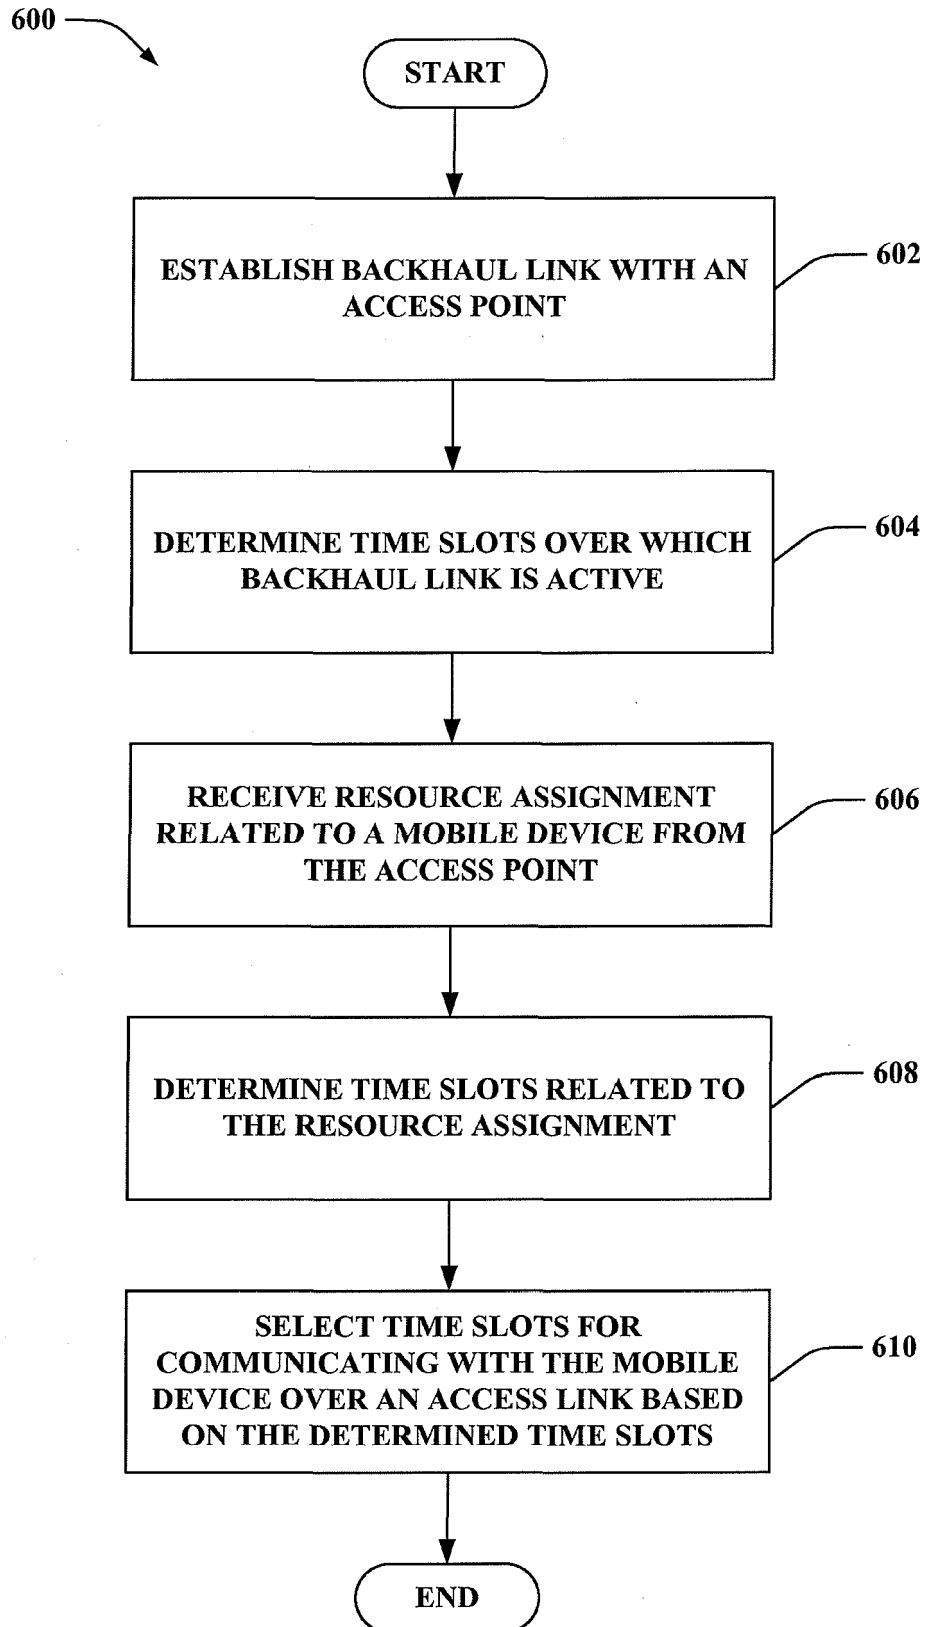 600
START
ESTABLISH BACKHAUL LINK WITH AN
ACCESS POINT
602
DETERMINE TIME SLOTS OVER WHICH
BACKHAUL LINK IS ACTIVE
604
RECEIVE RESOURCE ASSIGNMENT
RELATED TO A MOBILE DEVICE FROM
THE ACCESS POINT
606
DETERMINE TIME SLOTS RELATED TO
THE RESOURCE ASSIGNMENT
608
SELECT TIME SLOTS FOR
COMMUNICATING WITH THE MOBILE
DEVICE OVER AN ACCESS LINK BASED
ON THE DETERMINED TIME SLOTS
610
END